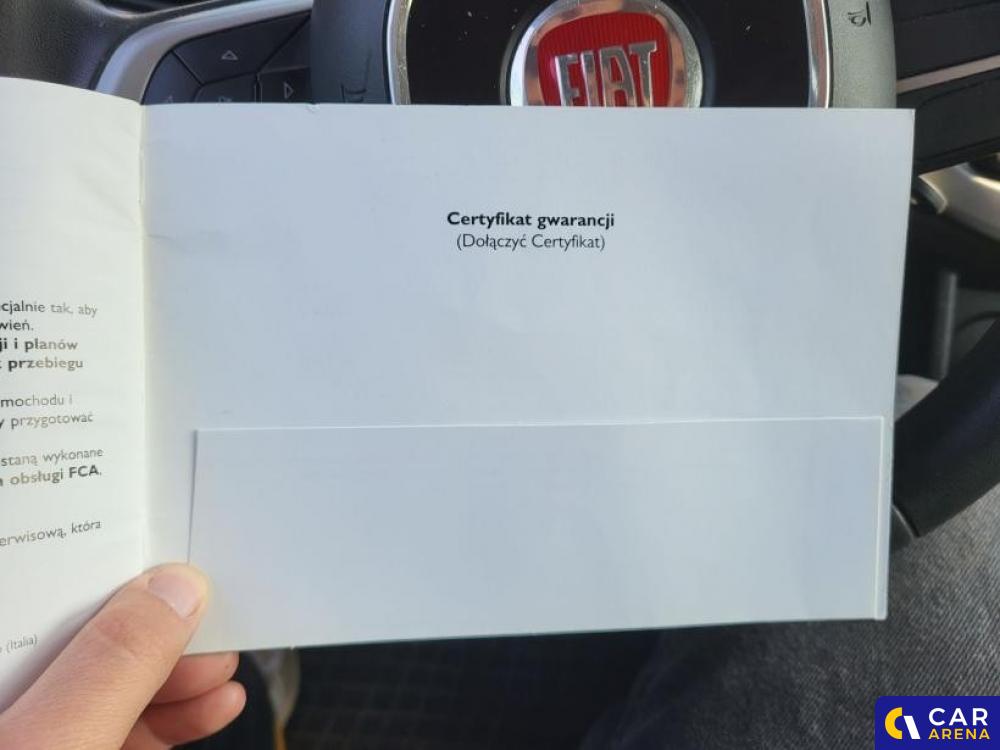 FIAT
Certyfikat gwarancji
(Dołączyć Certyfikat)
cjalnie tak, aby
wień.
ji i planów
przebiegu
mochodu i
y przygotować
staną wykonane
obsługi FCA.
erwisową, która
(Italia)
CAR
ARENA